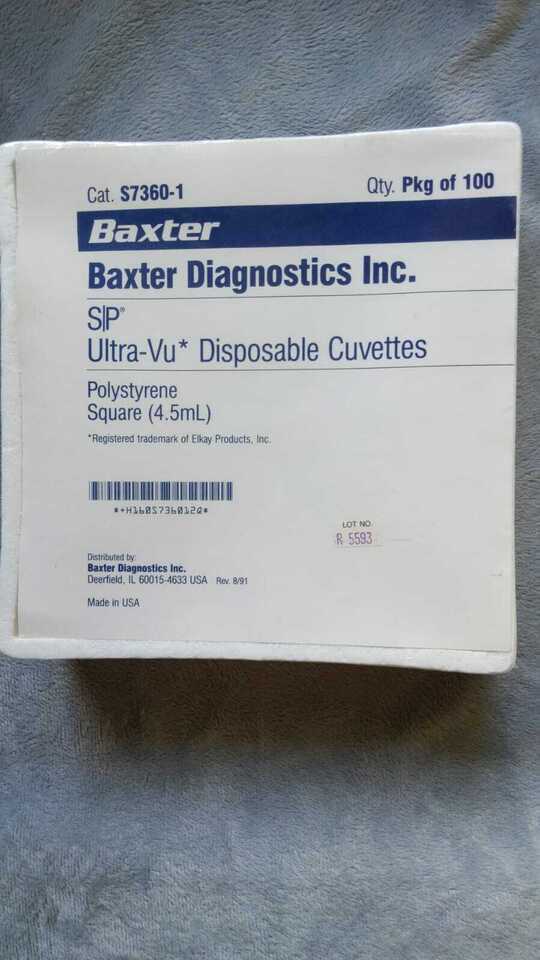 Cat. S7360-1
Qty. Pkg of 100
Baxter
Baxter Diagnostics Inc.
S|P®
Ultra-Vu* Disposable Cuvettes
Polystyrene
Square (4.5mL)
*Registered trademark of Elkay Products, Inc.
*+H160S736012Q*
LOT NO.
R 5593
Distributed by:
Baxter Diagnostics Inc.
Deerfield, IL 60015-4633 USA Rev. 8/91
Made in USA